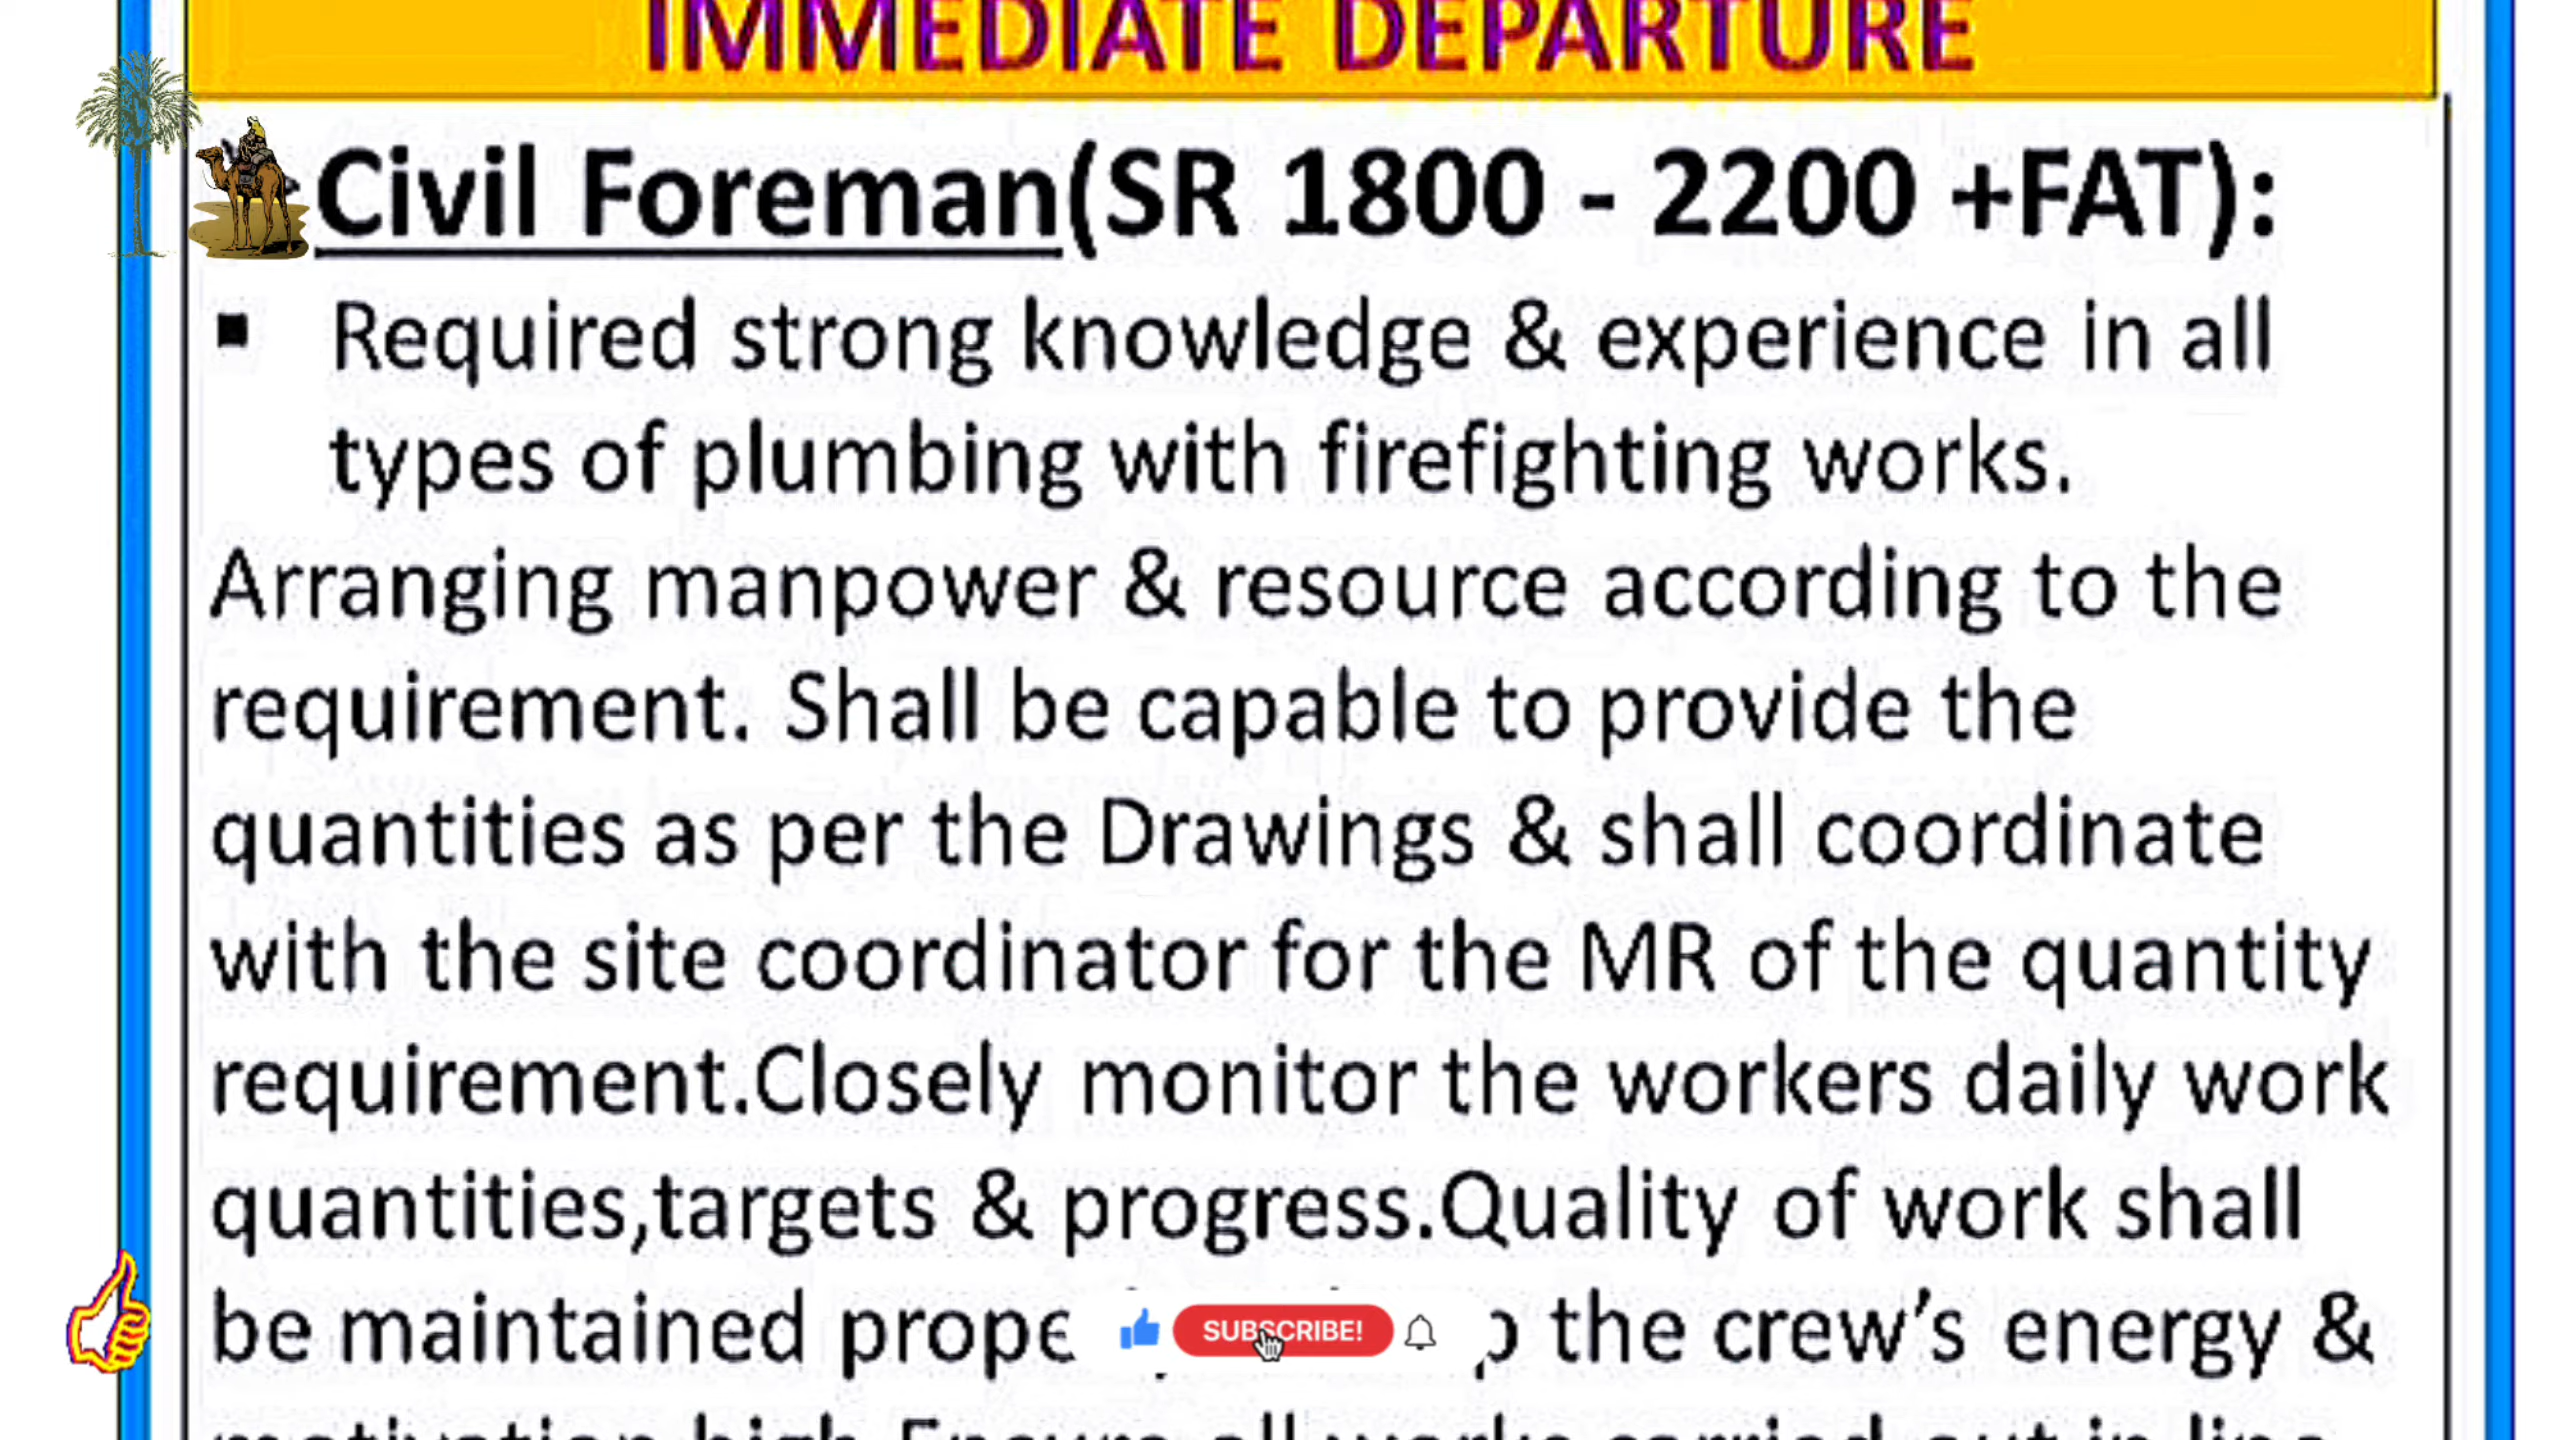 IMMEDIATE DEPARTURE
Civil Foreman(SR 1800 - 2200 +FAT):
▪ Required strong knowledge & experience in all
types of plumbing with firefighting works.
Arranging manpower & resource according to the
requirement. Shall be capable to provide the
quantities as per the Drawings & shall coordinate
with the site coordinator for the MR of the quantity
requirement.Closely monitor the workers daily work
quantities,targets & progress.Quality of work shall
be maintained the crew's energy &
SUBSCRIBE!